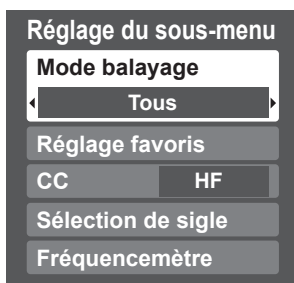 Réglage du sous-menu
Mode balayage
Tous
Réglage favoris
CC HF
Sélection de sigle
Fréquencemètre